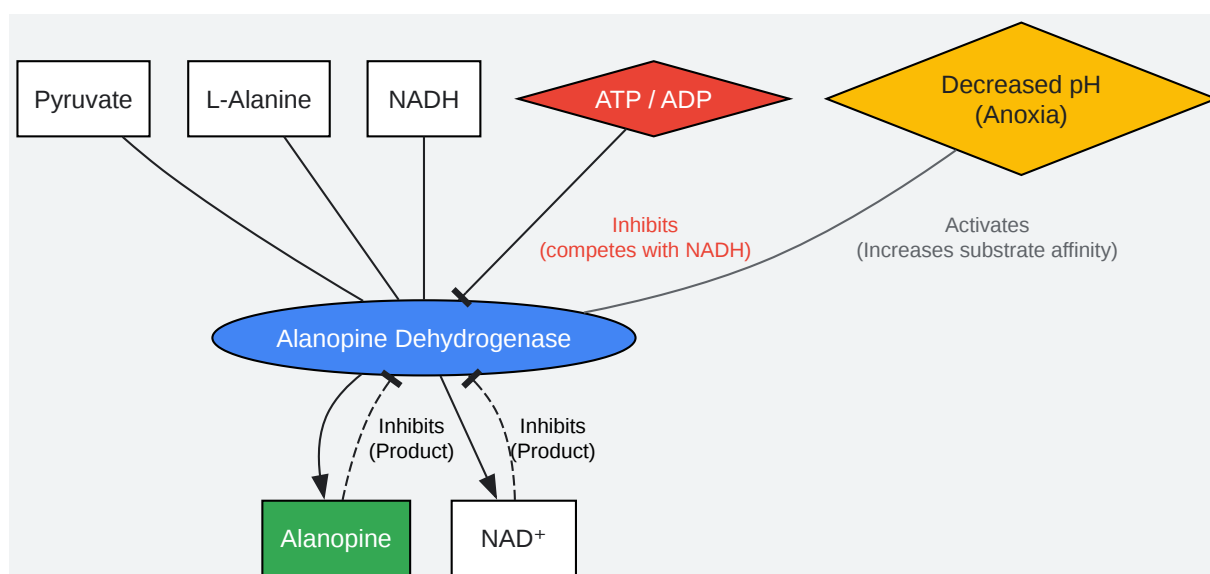 Pyruvate
L-Alanine
NADH
ATP / ADP
Decreased pH
(Anoxia)
Inhibits
(competes with NADH)
Activates
(Increases substrate affinity)
Alanopine Dehydrogenase
Inhibits
(Product)
Inhibits
(Product)
Alanopine
NAD⁺